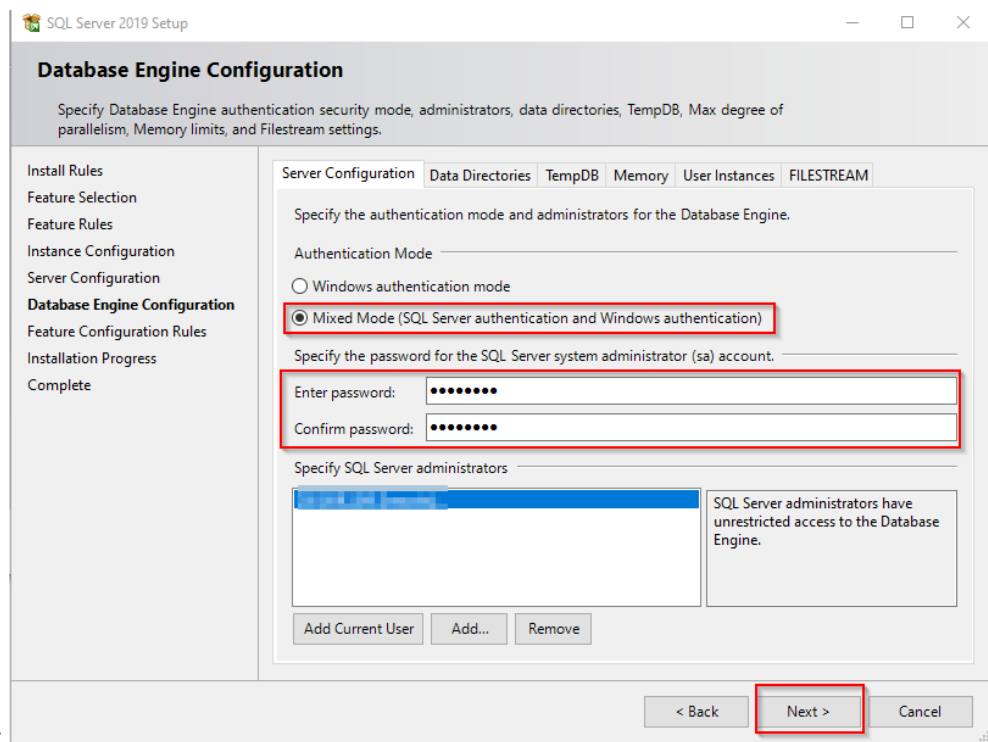 SQL Server 2019 Setup
Database Engine Configuration
Specify Database Engine authentication security mode, administrators, data directories, TempDB, Max degree of
parallelism, Memory limits, and Filestream settings.
Install Rules
Feature Selection
Feature Rules
Instance Configuration
Server Configuration
Database Engine Configuration
Feature Configuration Rules
Installation Progress
Complete
Server Configuration Data Directories TempDB Memory User Instances FILESTREAM
Specify the authentication mode and administrators for the Database Engine.
Authentication Mode
Windows authentication mode
Mixed Mode (SQL Server authentication and Windows authentication)
Specify the password for the SQL Server system administrator (sa) account.
Enter password: ●●●●●●●●
Confirm password: ●●●●●●●●
Specify SQL Server administrators
SQL Server administrators have
unrestricted access to the Database
Engine.
Add Current User Add... Remove
< Back Next > Cancel